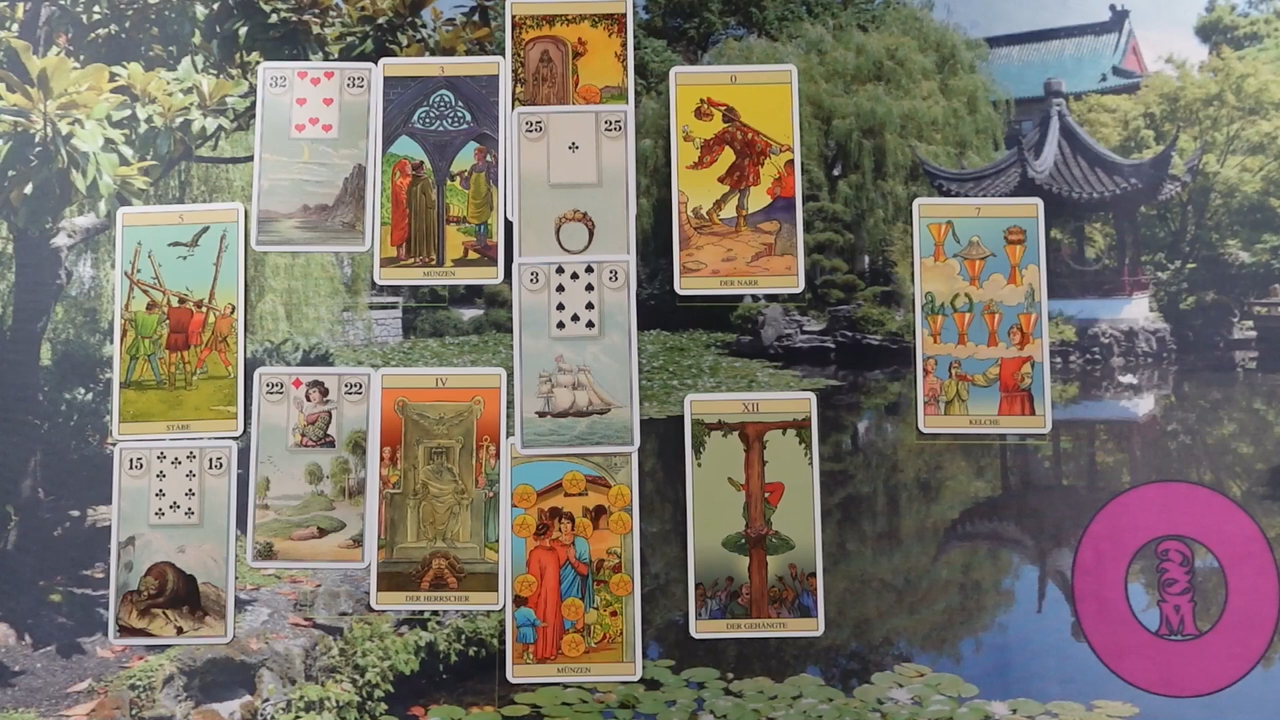 32 32
3
MÜNZEN
25 25
3 3
0
DER NARR
5
STÄBE
7
KELCHE
22 22
IV
DER HERRSCHER
15 15
MÜNZEN
XII
DER GEHÄNGTE